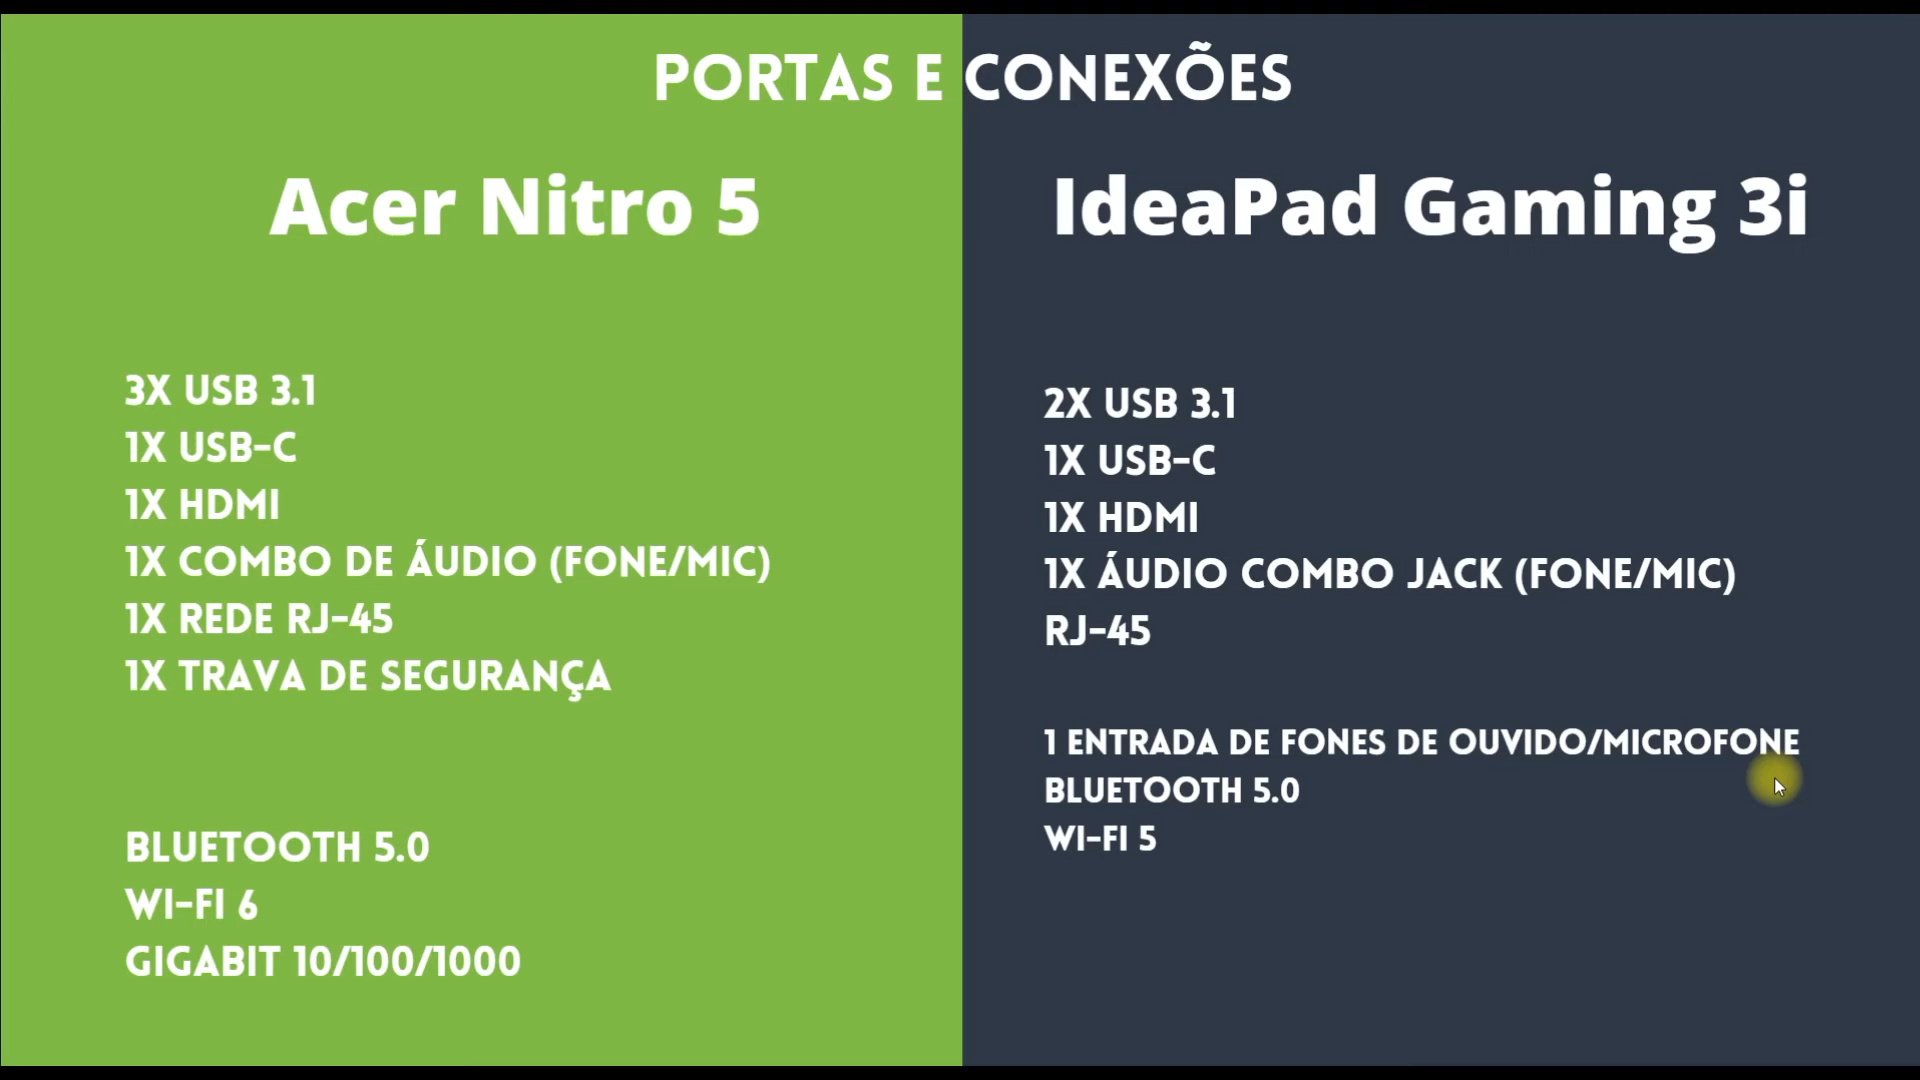 PORTAS E CONEXÕES
Acer Nitro 5
3X USB 3.1
1X USB-C
1X HDMI
1X COMBO DE ÁUDIO (FONE/MIC)
1X REDE RJ-45
1X TRAVA DE SEGURANÇA
BLUETOOTH 5.0
WI-FI 6
GIGABIT 10/100/1000
IdeaPad Gaming 3i
2X USB 3.1
1X USB-C
1X HDMI
1X ÁUDIO COMBO JACK (FONE/MIC)
RJ-45
1 ENTRADA DE FONES DE OUVIDO/MICROFONE
BLUETOOTH 5.0
WI-FI 5